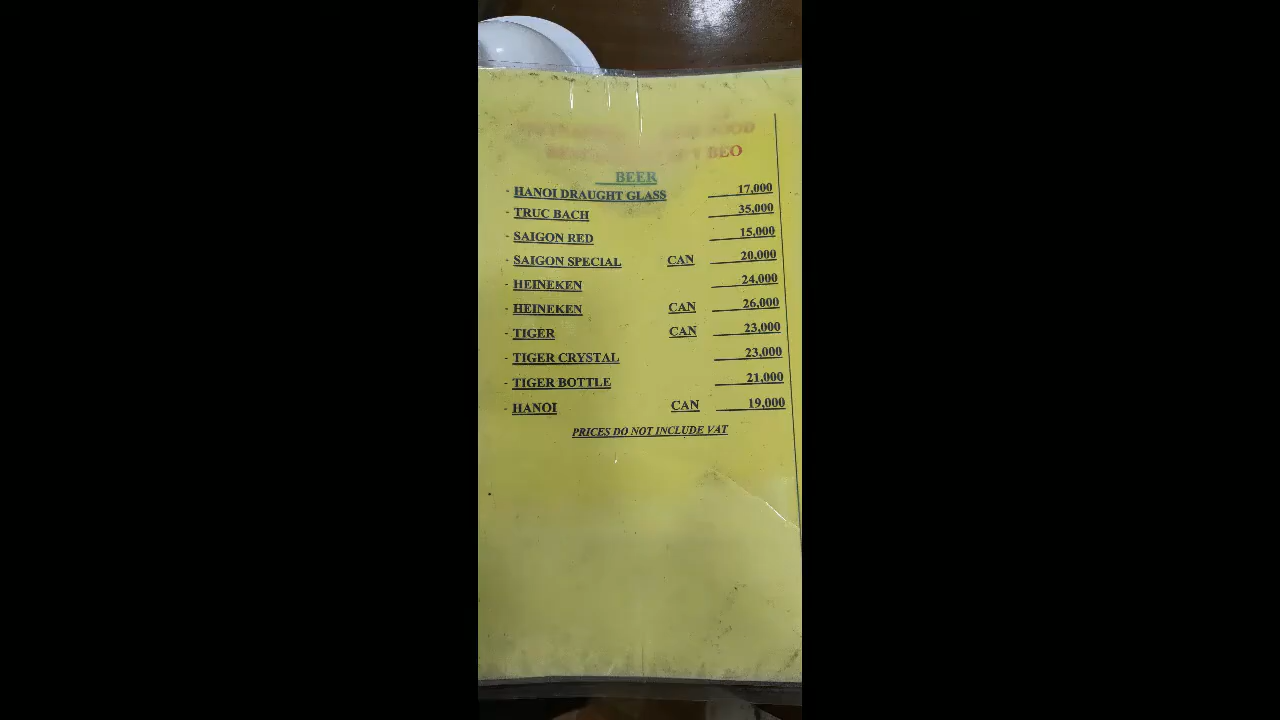 BEO
BEER
- HANOI DRAUGHT GLASS 17,000
- TRUC BACH 35,000
- SAIGON RED 15,000
- SAIGON SPECIAL CAN 20,000
- HEINEKEN 24,000
- HEINEKEN CAN 26,000
- TIGER CAN 23,000
- TIGER CRYSTAL 23,000
- TIGER BOTTLE 21,000
- HANOI CAN 19,000
PRICES DO NOT INCLUDE VAT